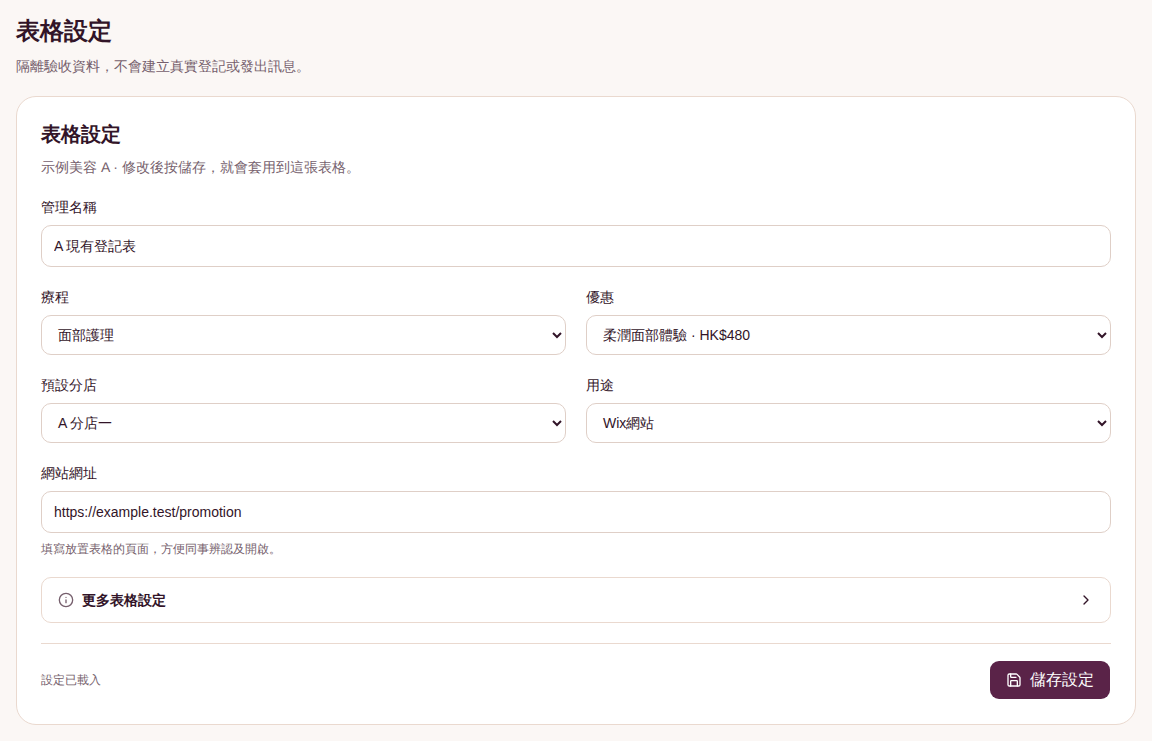 表格設定
隔離驗收資料，不會建立真實登記或發出訊息。
表格設定
示例美容 A · 修改後按儲存，就會套用到這張表格。
管理名稱
A 現有登記表
療程
優惠
面部護理
柔潤面部體驗 · HK$480
預設分店
用途
A 分店一
Wix網站
網站網址
https://example.test/promotion
填寫放置表格的頁面，方便同事辨認及開啟。
更多表格設定
設定已載入
儲存設定